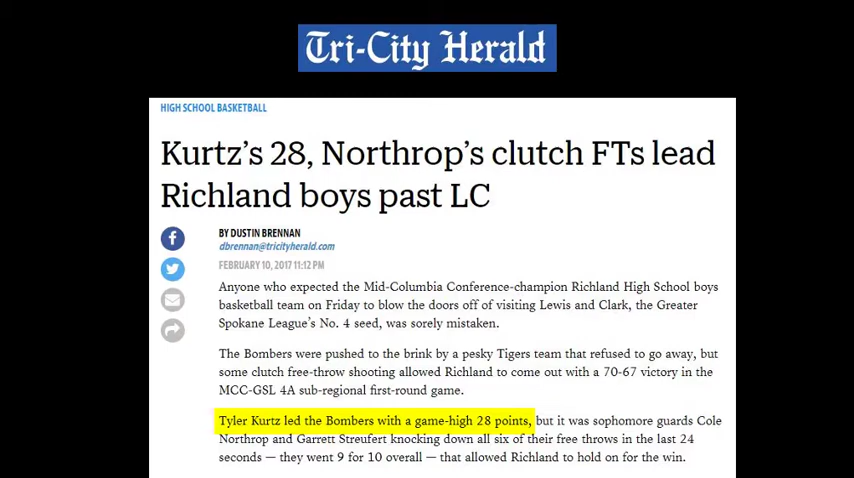 Tri-City Herald
HIGH SCHOOL BASKETBALL
Kurtz's 28, Northrop's clutch FTs lead
Richland boys past LC
BY DUSTIN BRENNAN
dbrennan@tricityherald.com
FEBRUARY 10, 2017 11:12 PM
Anyone who expected the Mid-Columbia Conference-champion Richland High School boys
basketball team on Friday to blow the doors off of visiting Lewis and Clark, the Greater
Spokane League's No. 4 seed, was sorely mistaken.
The Bombers were pushed to the brink by a pesky Tigers team that refused to go away, but
some clutch free-throw shooting allowed Richland to come out with a 70-67 victory in the
MCC-GSL 4A sub-regional first-round game.
Tyler Kurtz led the Bombers with a game-high 28 points, but it was sophomore guards Cole
Northrop and Garrett Streufert knocking down all six of their free throws in the last 24
seconds — they went 9 for 10 overall — that allowed Richland to hold on for the win.